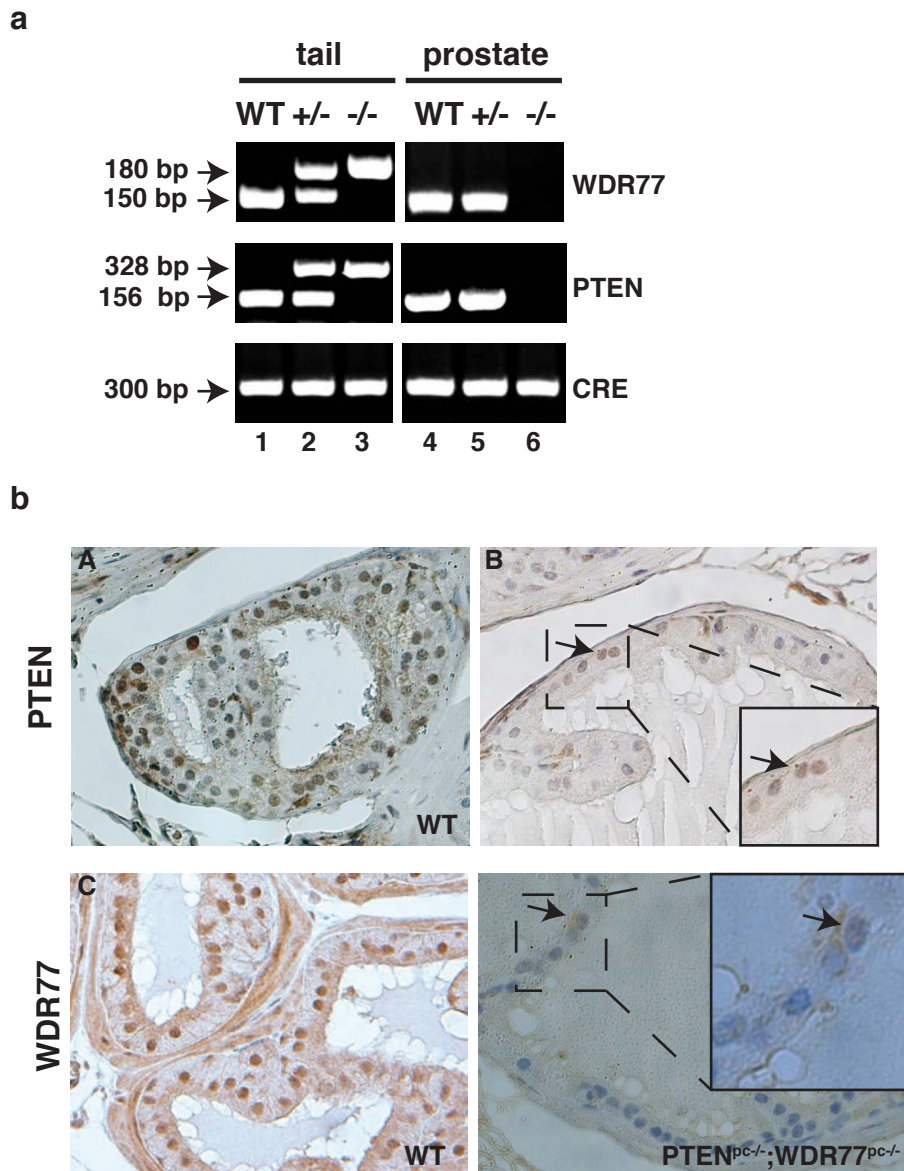 a
tail prostate
WT +/- -/- WT +/- -/-
180 bp
150 bp
WDR77
328 bp
156 bp
PTEN
300 bp
CRE
1 2 3 4 5 6
b
PTEN
A
WT
B
WDR77
C
WT
PTENpc-/-;WDR77pc-/-